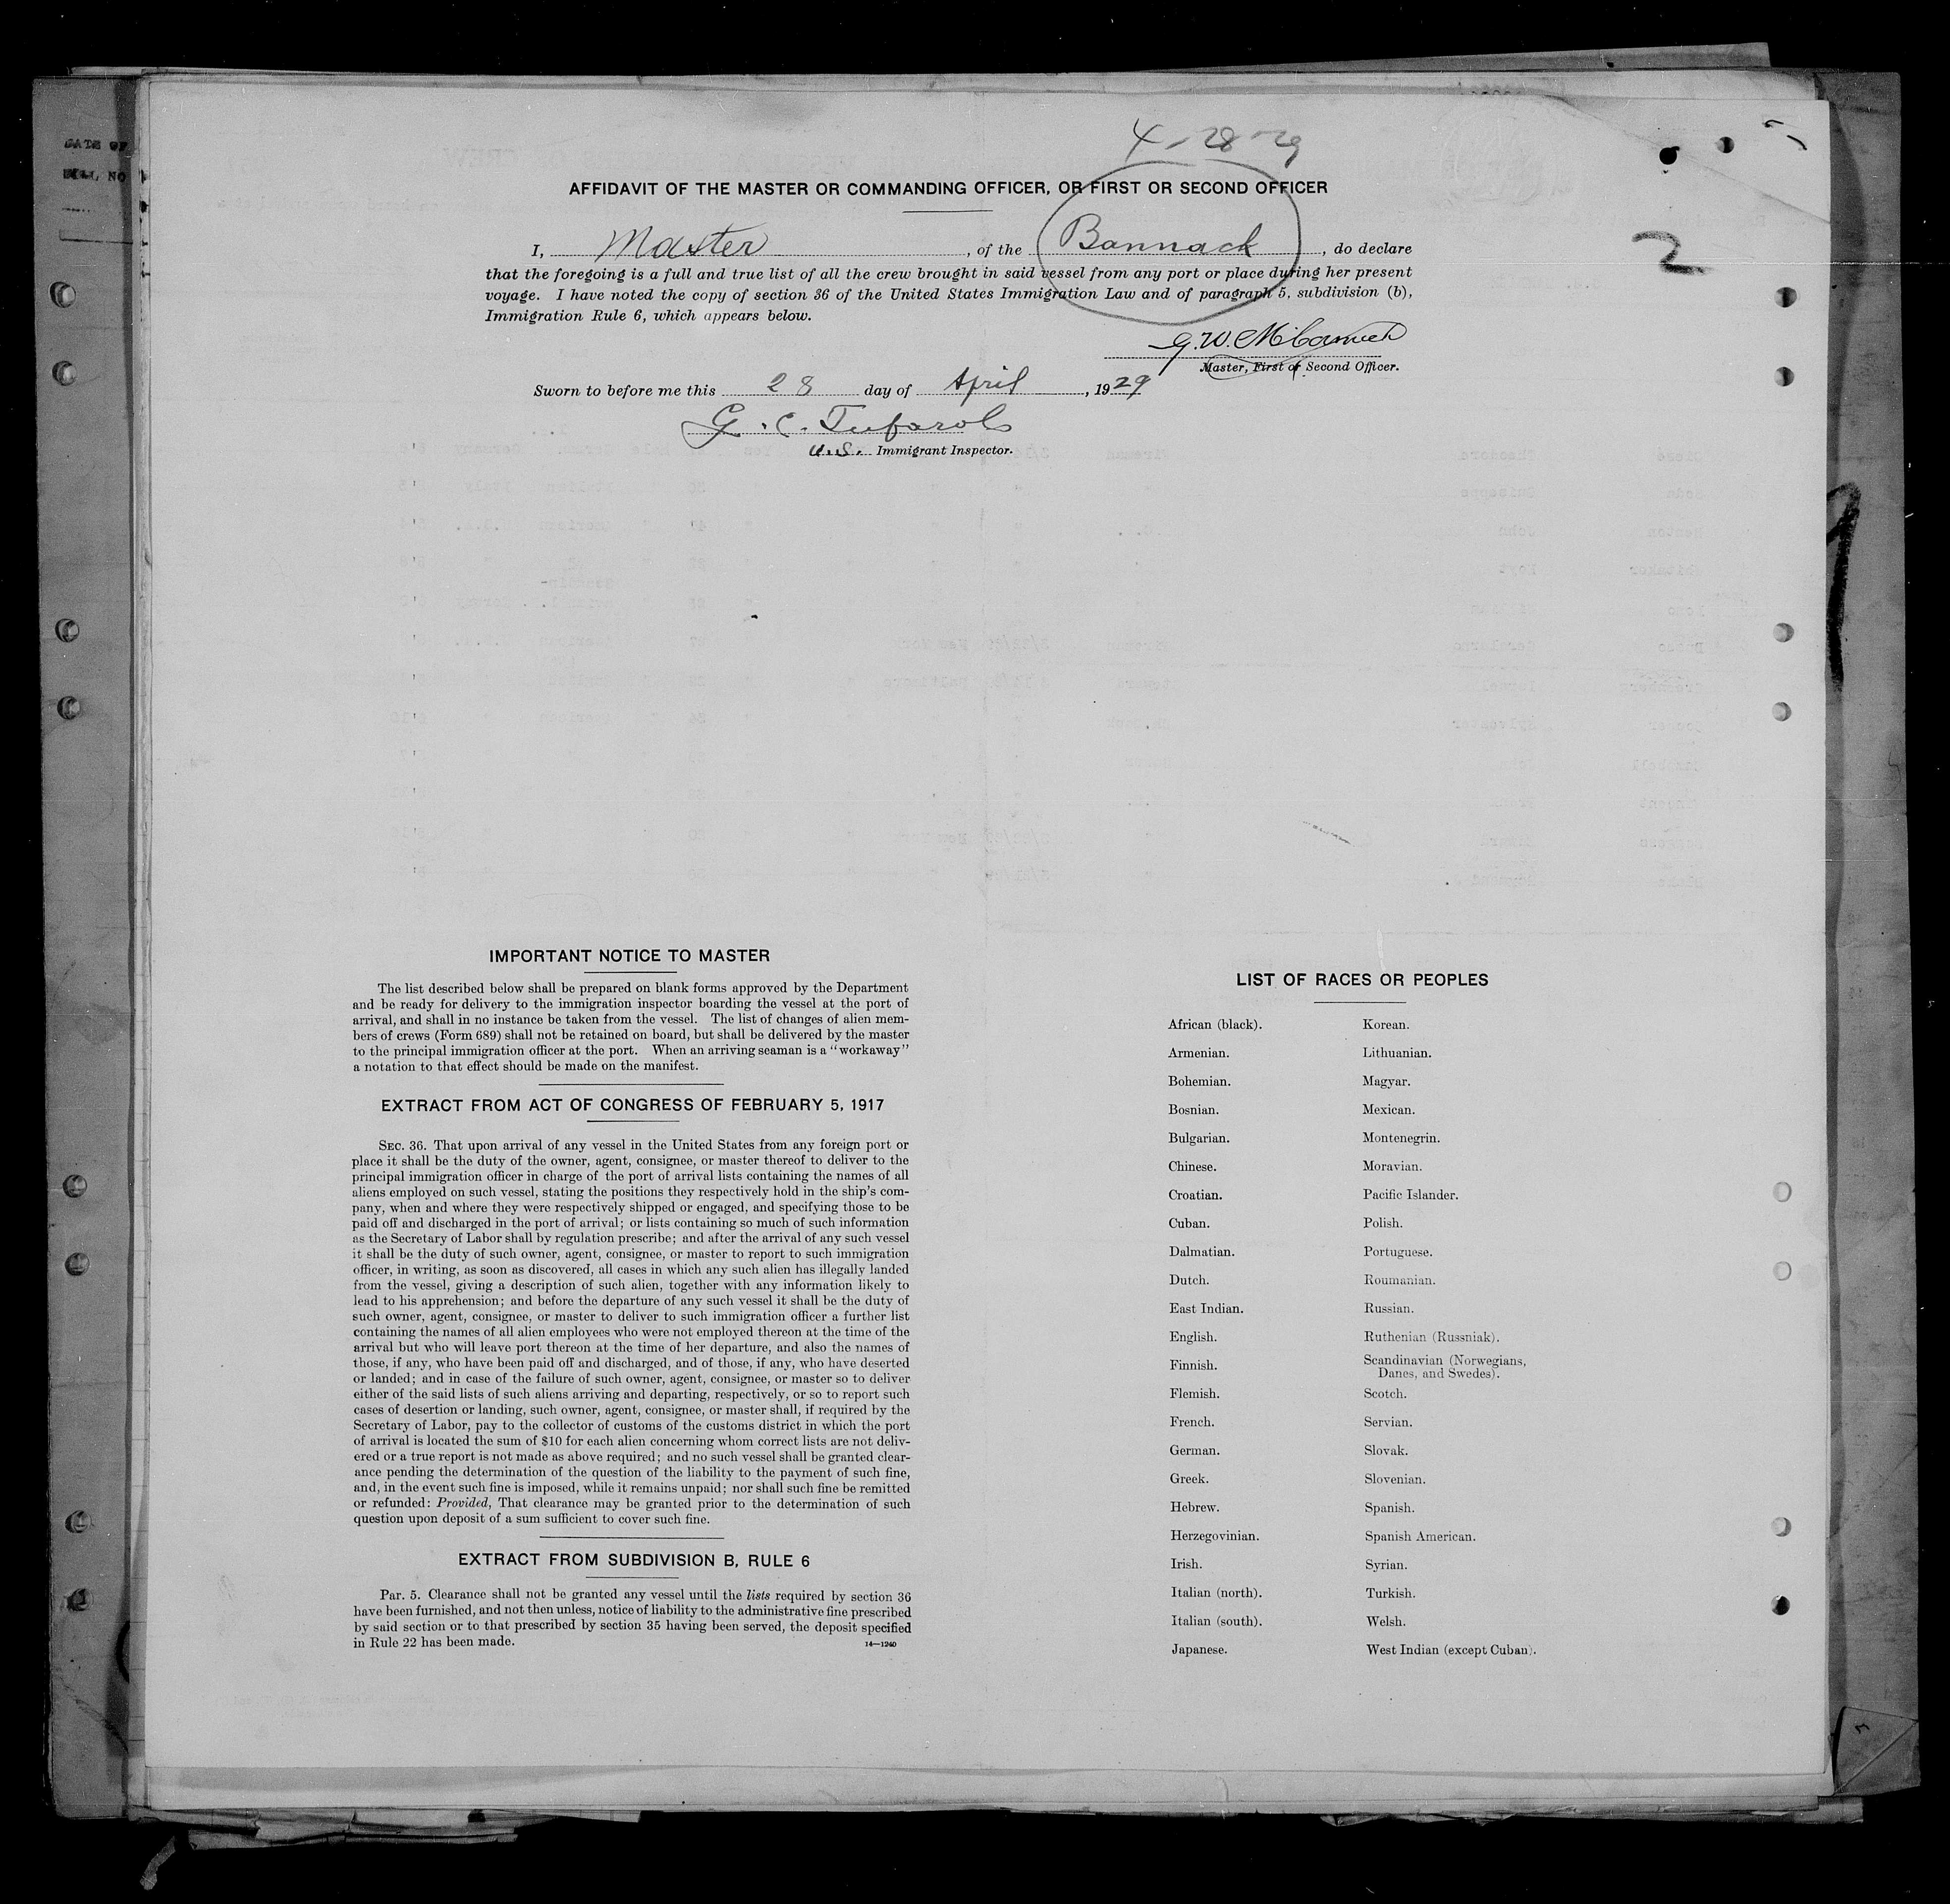 4-28-29
AFFIDAVIT OF THE MASTER OR COMMANDING OFFICER, OR FIRST OR SECOND OFFICER
2
I, Master, of the Bannack, do declare
that the foregoing is a full and true list of all the crew brought in said vessel from any port or place during her present
voyage. I have noted the copy of section 36 of the United States Immigration Law and of paragraph 5, subdivision (b),
Immigration Rule 6, which appears below.
G. W.
Master, First or Second Officer.
Sworn to before me this 28 day of April, 1929
G. C.
U.S. Immigrant Inspector.
IMPORTANT NOTICE TO MASTER
The list described below shall be prepared on blank forms approved by the Department
and be ready for delivery to the immigration inspector boarding the vessel at the port of
arrival, and shall in no instance be taken from the vessel. The list of changes of alien mem-
bers of crews (Form 689) shall not be retained on board, but shall be delivered by the master
to the principal immigration officer at the port. When an arriving seaman is a "workaway"
a notation to that effect should be made on the manifest.
EXTRACT FROM ACT OF CONGRESS OF FEBRUARY 5, 1917
SEC. 36. That upon arrival of any vessel in the United States from any foreign port or
place it shall be the duty of the owner, agent, consignee, or master thereof to deliver to the
principal immigration officer in charge of the port of arrival lists containing the names of all
aliens employed on such vessel, stating the positions they respectively hold in the ship's com-
pany, when and where they were respectively shipped or engaged, and specifying those to be
paid off and discharged in the port of arrival; or lists containing so much of such information
as the Secretary of Labor shall by regulation prescribe; and after the arrival of any such vessel
it shall be the duty of such owner, agent, consignee, or master to report to such immigration
officer, in writing, as soon as discovered, all cases in which any such alien has illegally landed
from the vessel, giving a description of such alien, together with any information likely to
lead to his apprehension; and before the departure of any such vessel it shall be the duty of
such owner, agent, consignee, or master to deliver to such immigration officer a further list
containing the names of all alien employees who were not employed thereon at the time of the
arrival but who will leave port thereon at the time of her departure, and also the names of
those, if any, who have been paid off and discharged, and of those, if any, who have deserted
or landed; and in case of the failure of such owner, agent, consignee, or master so to deliver
either of the said lists of such aliens arriving and departing, respectively, or so to report such
cases of desertion or landing, such owner, agent, consignee, or master shall, if required by the
Secretary of Labor, pay to the collector of customs of the customs district in which the port
of arrival is located the sum of $10 for each alien concerning whom correct lists are not deliv-
ered or a true report is not made as above required; and no such vessel shall be granted clear-
ance pending the determination of the question of the liability to the payment of such fine,
and, in the event such fine is imposed, while it remains unpaid; nor shall such fine be remitted
or refunded: Provided, That clearance may be granted prior to the determination of such
question upon deposit of a sum sufficient to cover such fine.
EXTRACT FROM SUBDIVISION B, RULE 6
Par. 5. Clearance shall not be granted any vessel until the lists required by section 36
have been furnished, and not then unless, notice of liability to the administrative fine prescribed
by said section or to that prescribed by section 35 having been served, the deposit specified
in Rule 22 has been made.
14—1240
LIST OF RACES OR PEOPLES
African (black). Korean.
Armenian. Lithuanian.
Bohemian. Magyar.
Bosnian. Mexican.
Bulgarian. Montenegrin.
Chinese. Moravian.
Croatian. Pacific Islander.
Cuban. Polish.
Dalmatian. Portuguese.
Dutch. Roumanian.
East Indian. Russian.
English. Ruthenian (Russniak).
Finnish. Scandinavian (Norwegians,
Danes, and Swedes).
Flemish. Scotch.
French. Servian.
German. Slovak.
Greek. Slovenian.
Hebrew. Spanish.
Herzegovinian. Spanish American.
Irish. Syrian.
Italian (north). Turkish.
Italian (south). Welsh.
Japanese. West Indian (except Cuban).